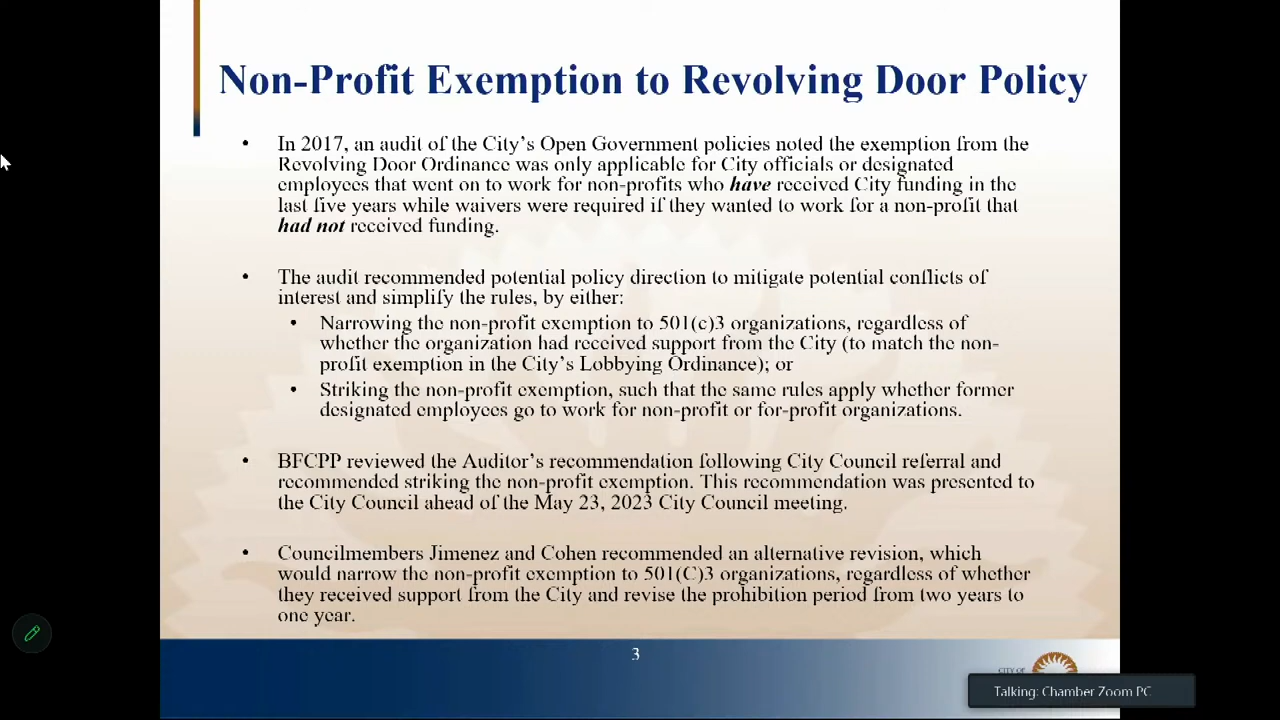 Non-Profit Exemption to Revolving Door Policy
• In 2017, an audit of the City's Open Government policies noted the exemption from the
Revolving Door Ordinance was only applicable for City officials or designated
employees that went on to work for non-profits who have received City funding in the
last five years while waivers were required if they wanted to work for a non-profit that
had not received funding.
• The audit recommended potential policy direction to mitigate potential conflicts of
interest and simplify the rules, by either:
• Narrowing the non-profit exemption to 501(c)3 organizations, regardless of
whether the organization had received support from the City (to match the non-
profit exemption in the City's Lobbying Ordinance); or
• Striking the non-profit exemption, such that the same rules apply whether former
designated employees go to work for non-profit or for-profit organizations.
• BFCPP reviewed the Auditor's recommendation following City Council referral and
recommended striking the non-profit exemption. This recommendation was presented to
the City Council ahead of the May 23, 2023 City Council meeting.
• Councilmembers Jimenez and Cohen recommended an alternative revision, which
would narrow the non-profit exemption to 501(C)3 organizations, regardless of whether
they received support from the City and revise the prohibition period from two years to
one year.
3
CITY OF
Talking: Chamber Zoom PC